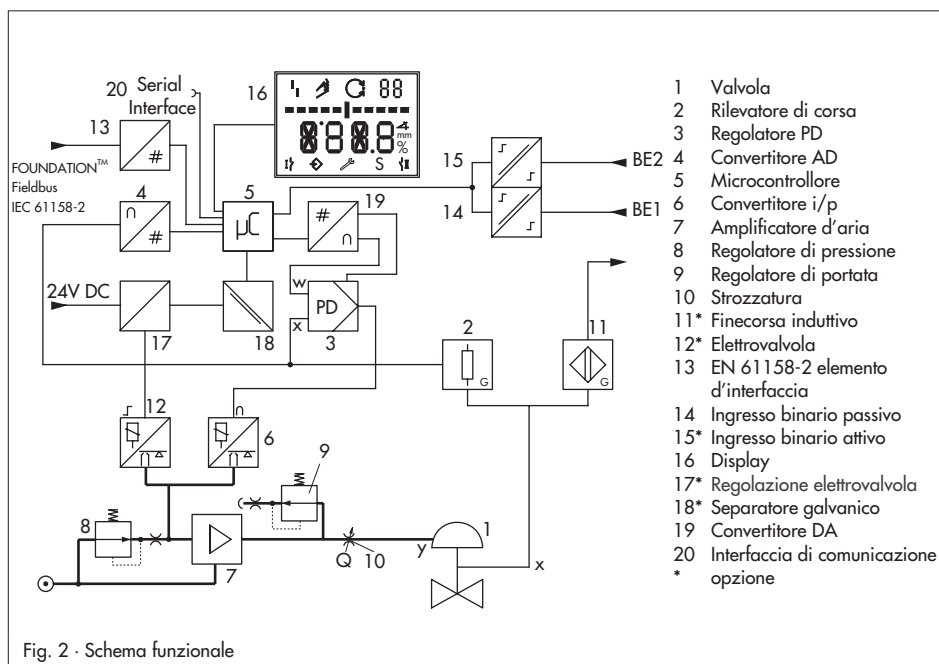 20 Serial
Interface
16
88
8.88.8
mm
%
S
13
#
FOUNDATION™
Fieldbus
IEC 61158-2
4
∩
#
5
µC
#
∩
19
15
BE2
14
BE1
24V DC
17
18
w
x
PD
3
2
G
11
G
12
∩
6
9
8
7
Q
10
y
1
x
1 Valvola
2 Rilevatore di corsa
3 Regolatore PD
4 Convertitore AD
5 Microcontrollore
6 Convertitore i/p
7 Amplificatore d'aria
8 Regolatore di pressione
9 Regolatore di portata
10 Strozzatura
11* Finecorsa induttivo
12* Elettrovalvola
13 EN 61158-2 elemento
d'interfaccia
14 Ingresso binario passivo
15* Ingresso binario attivo
16 Display
17* Regolazione elettrovalvola
18* Separatore galvanico
19 Convertitore DA
20 Interfaccia di comunicazione
* opzione
Fig. 2 · Schema funzionale